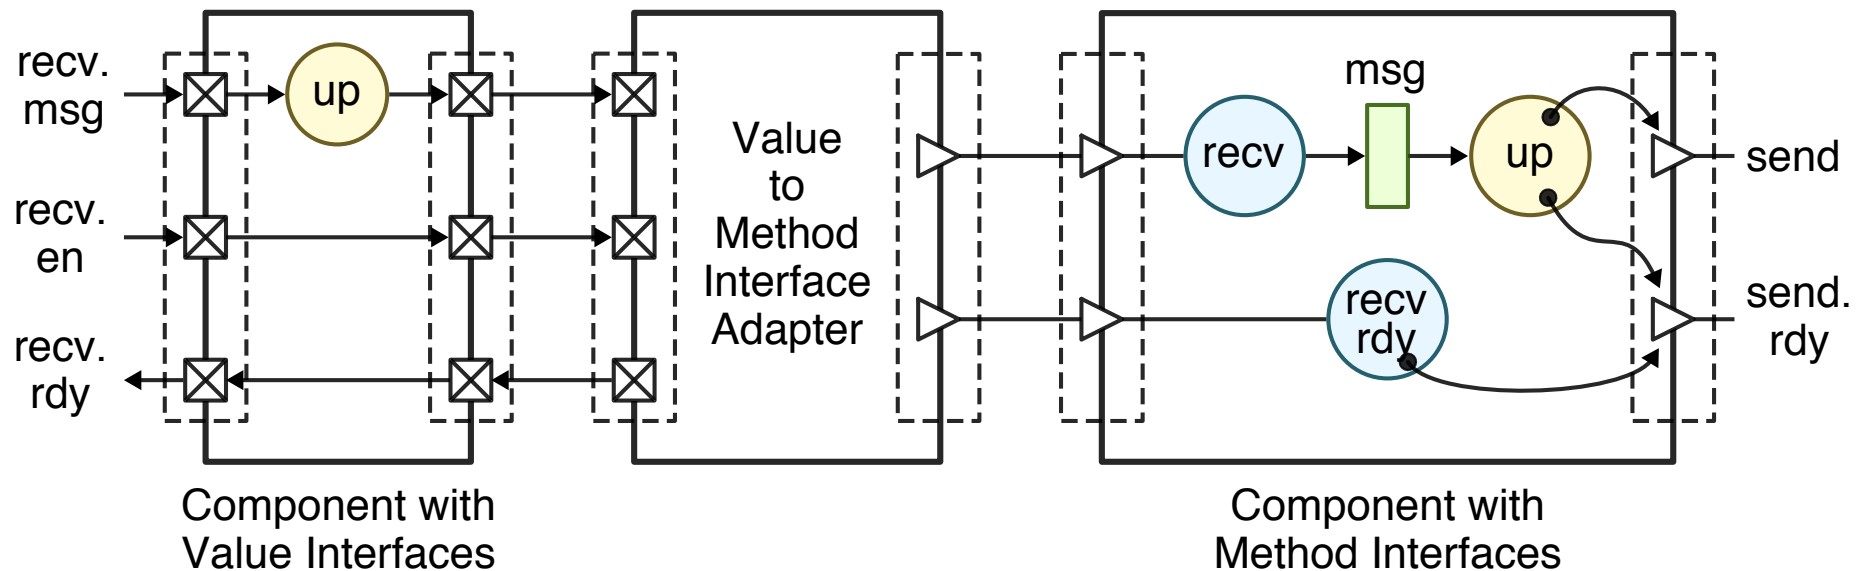 recv.
msg
up
recv.
en
recv.
rdy
Component with
Value Interfaces
Value
to
Method
Interface
Adapter
recv
msg
up
recv
rdy
send
send.
rdy
Component with
Method Interfaces